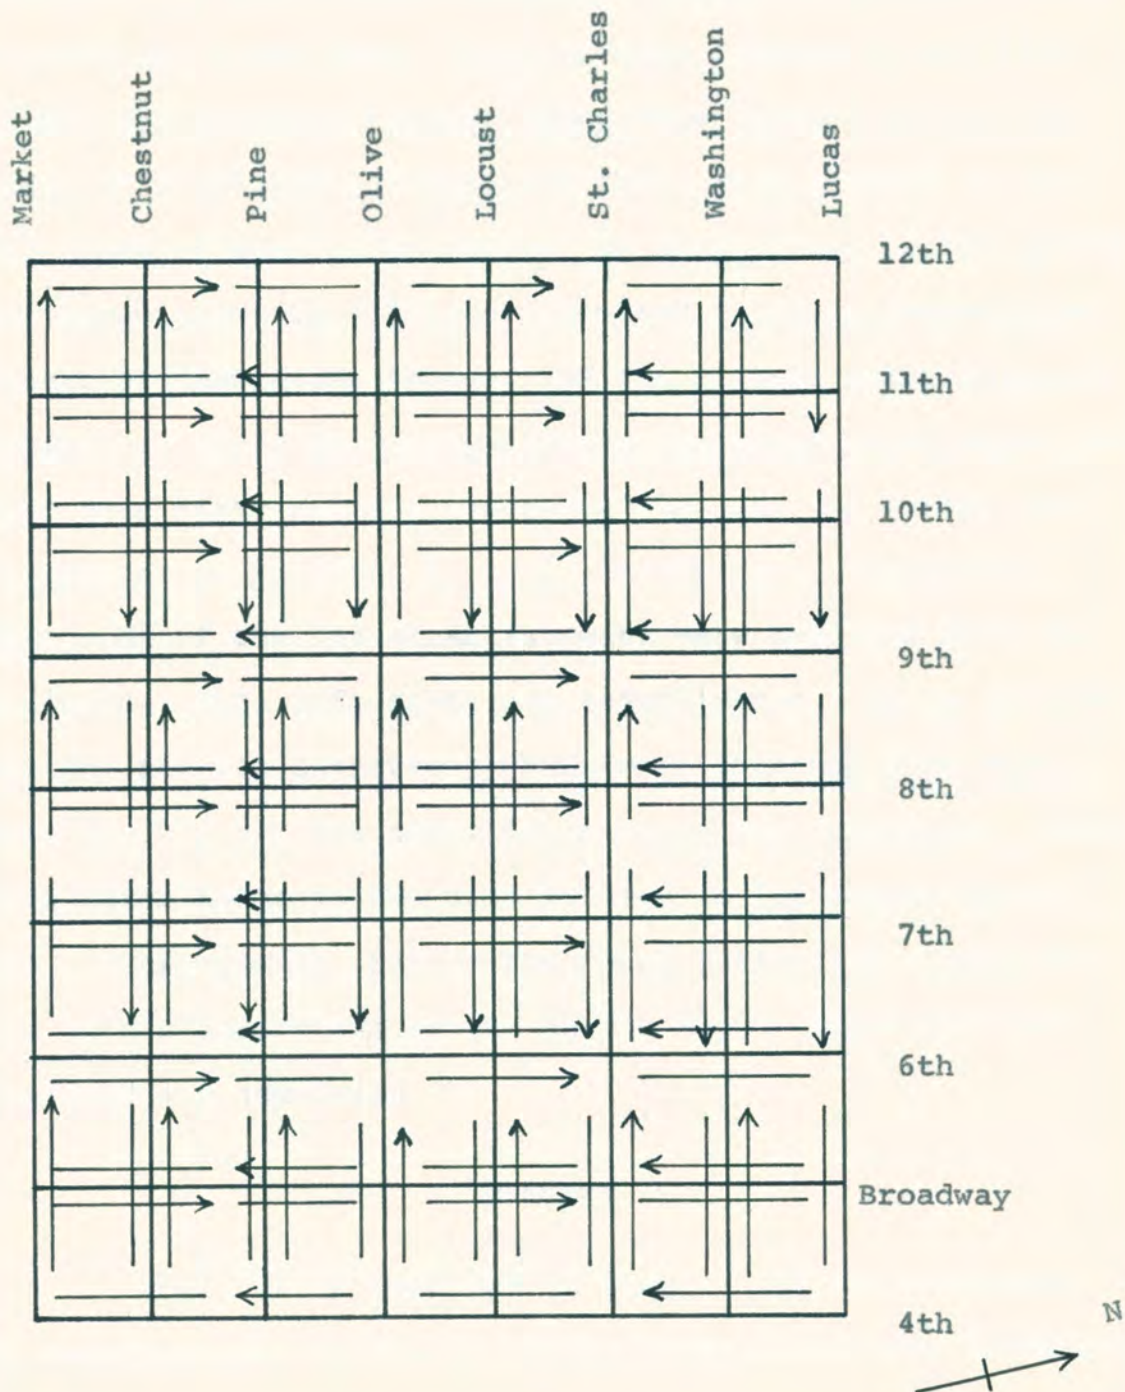 Market
Chestnut
Pine
Olive
Locust
St. Charles
Washington
Lucas
12th
11th
10th
9th
8th
7th
6th
Broadway
4th
N